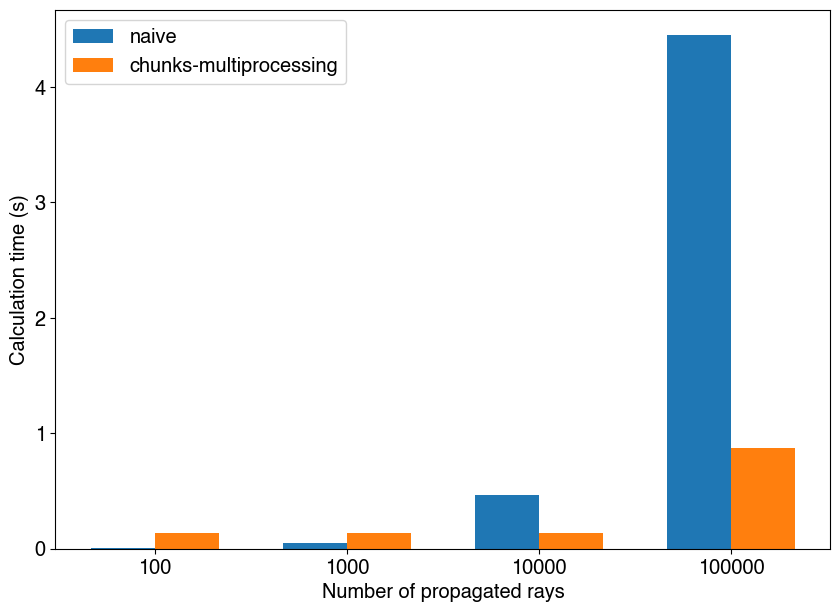 naive
chunks-multiprocessing
Calculation time (s)
4
3
2
1
0
100 1000 10000 100000
Number of propagated rays